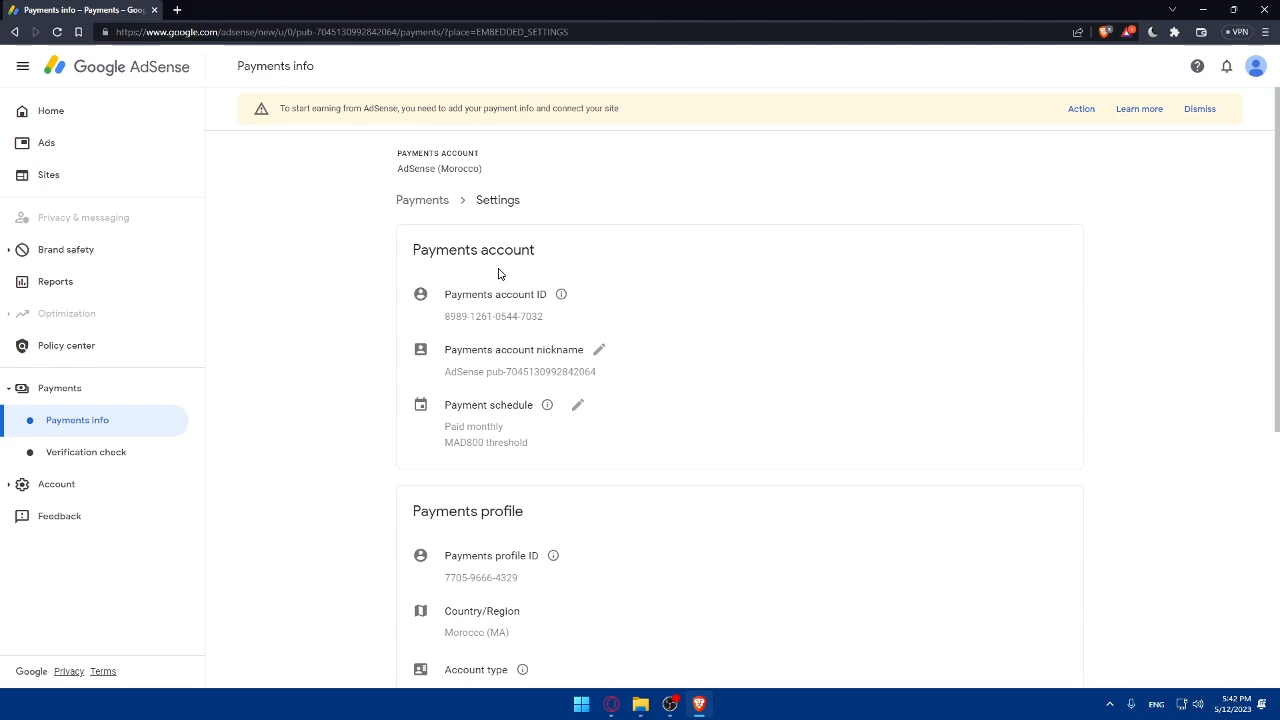 Payments info – Payments – Goo
https://www.google.com/adsense/new/u/0/pub-7045130992842064/payments/?place=EMBEDDED_SETTINGS
VPN
Google AdSense
Payments info
Home
Ads
Sites
Privacy & messaging
Brand safety
Reports
Optimization
Policy center
Payments
Payments info
Verification check
Account
Feedback
Google Privacy Terms
To start earning from AdSense, you need to add your payment info and connect your site
Action Learn more Dismiss
PAYMENTS ACCOUNT
AdSense (Morocco)
Payments > Settings
Payments account
Payments account ID
8989-1261-0544-7032
Payments account nickname
AdSense pub-7045130992842064
Payment schedule
Paid monthly
MAD800 threshold
Payments profile
Payments profile ID
7705-9666-4329
Country/Region
Morocco (MA)
Account type
ENG
5:42 PM
5/12/2023